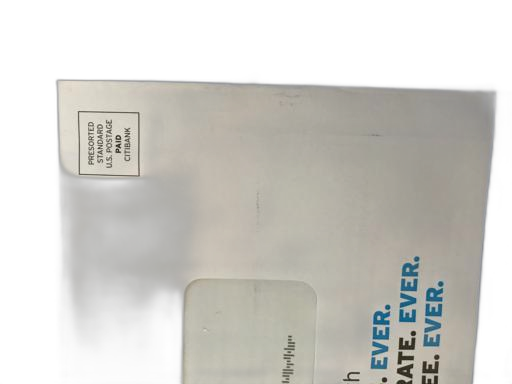 PRESORTED
STANDARD
U.S. POSTAGE
PAID
CITIBANK
h
. EVER.
RATE. EVER.
EE. EVER.